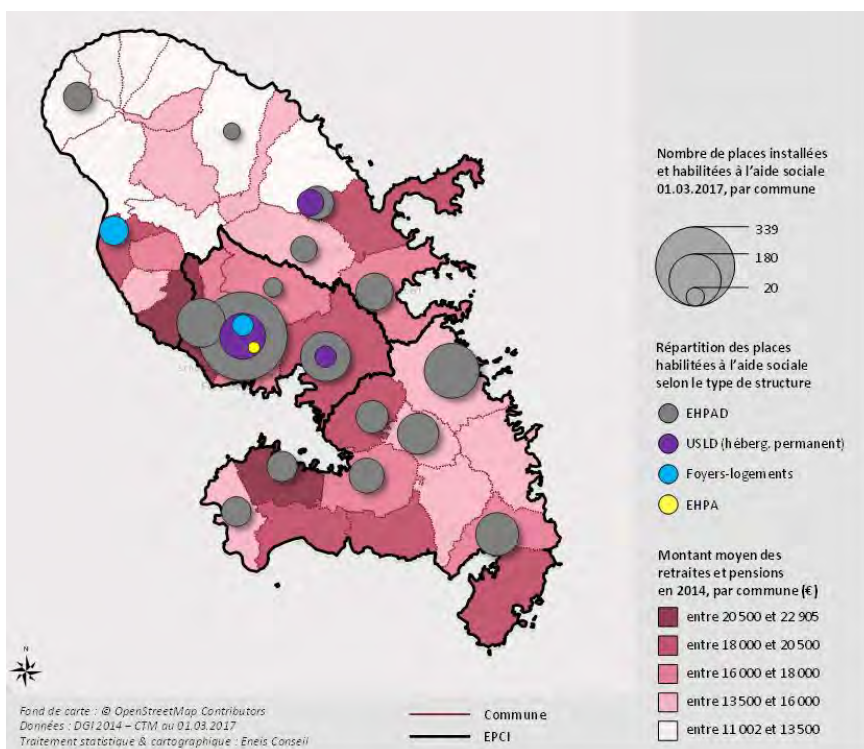 Nombre de places installées
et habilitées à l'aide sociale
01.03.2017, par commune
339
180
20
Répartition des places
habilitées à l'aide sociale
selon le type de structure
EHPAD
USLD (héberg. permanent)
Foyers-logements
EHPA
Montant moyen des
retraites et pensions
en 2014, par commune (€)
entre 20 500 et 22 905
entre 18 000 et 20 500
entre 16 000 et 18 000
entre 13 500 et 16 000
entre 11 002 et 13 500
N
Fond de carte : © OpenStreetMap Contributors
Données : DGI 2014 – CTM au 01.03.2017
Traitement statistique & cartographique : Eneis Conseil
Commune
EPCI